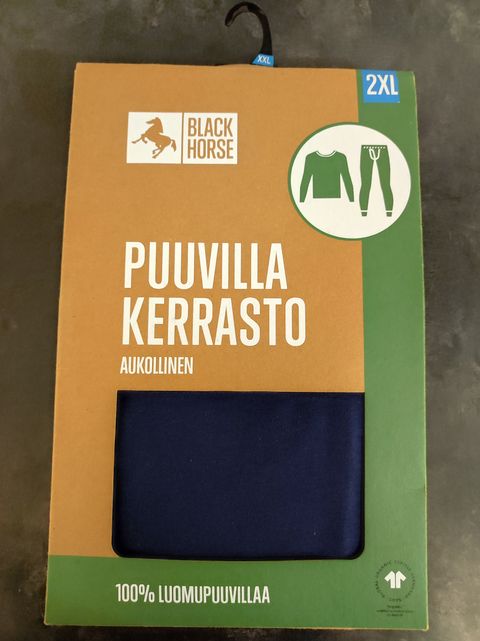 XXL
2XL
BLACK
HORSE
PUUVILLA
KERRASTO
AUKOLLINEN
100% LUOMUPUUVILLAA